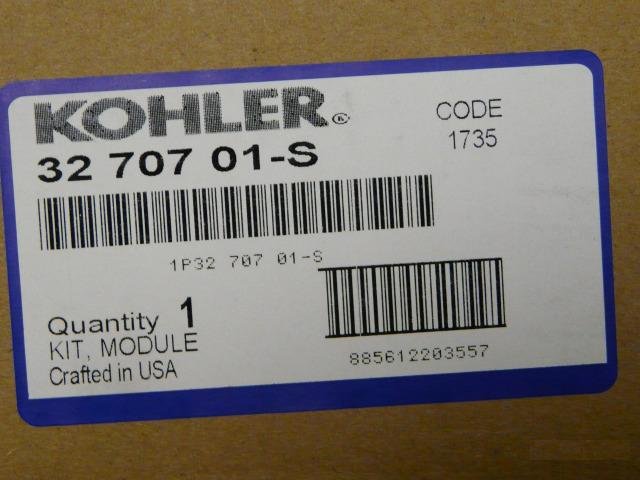 KOHLER®
CODE
1735
32 707 01-S
1P32 707 01-S
Quantity 1
KIT, MODULE
Crafted in USA
885612203557